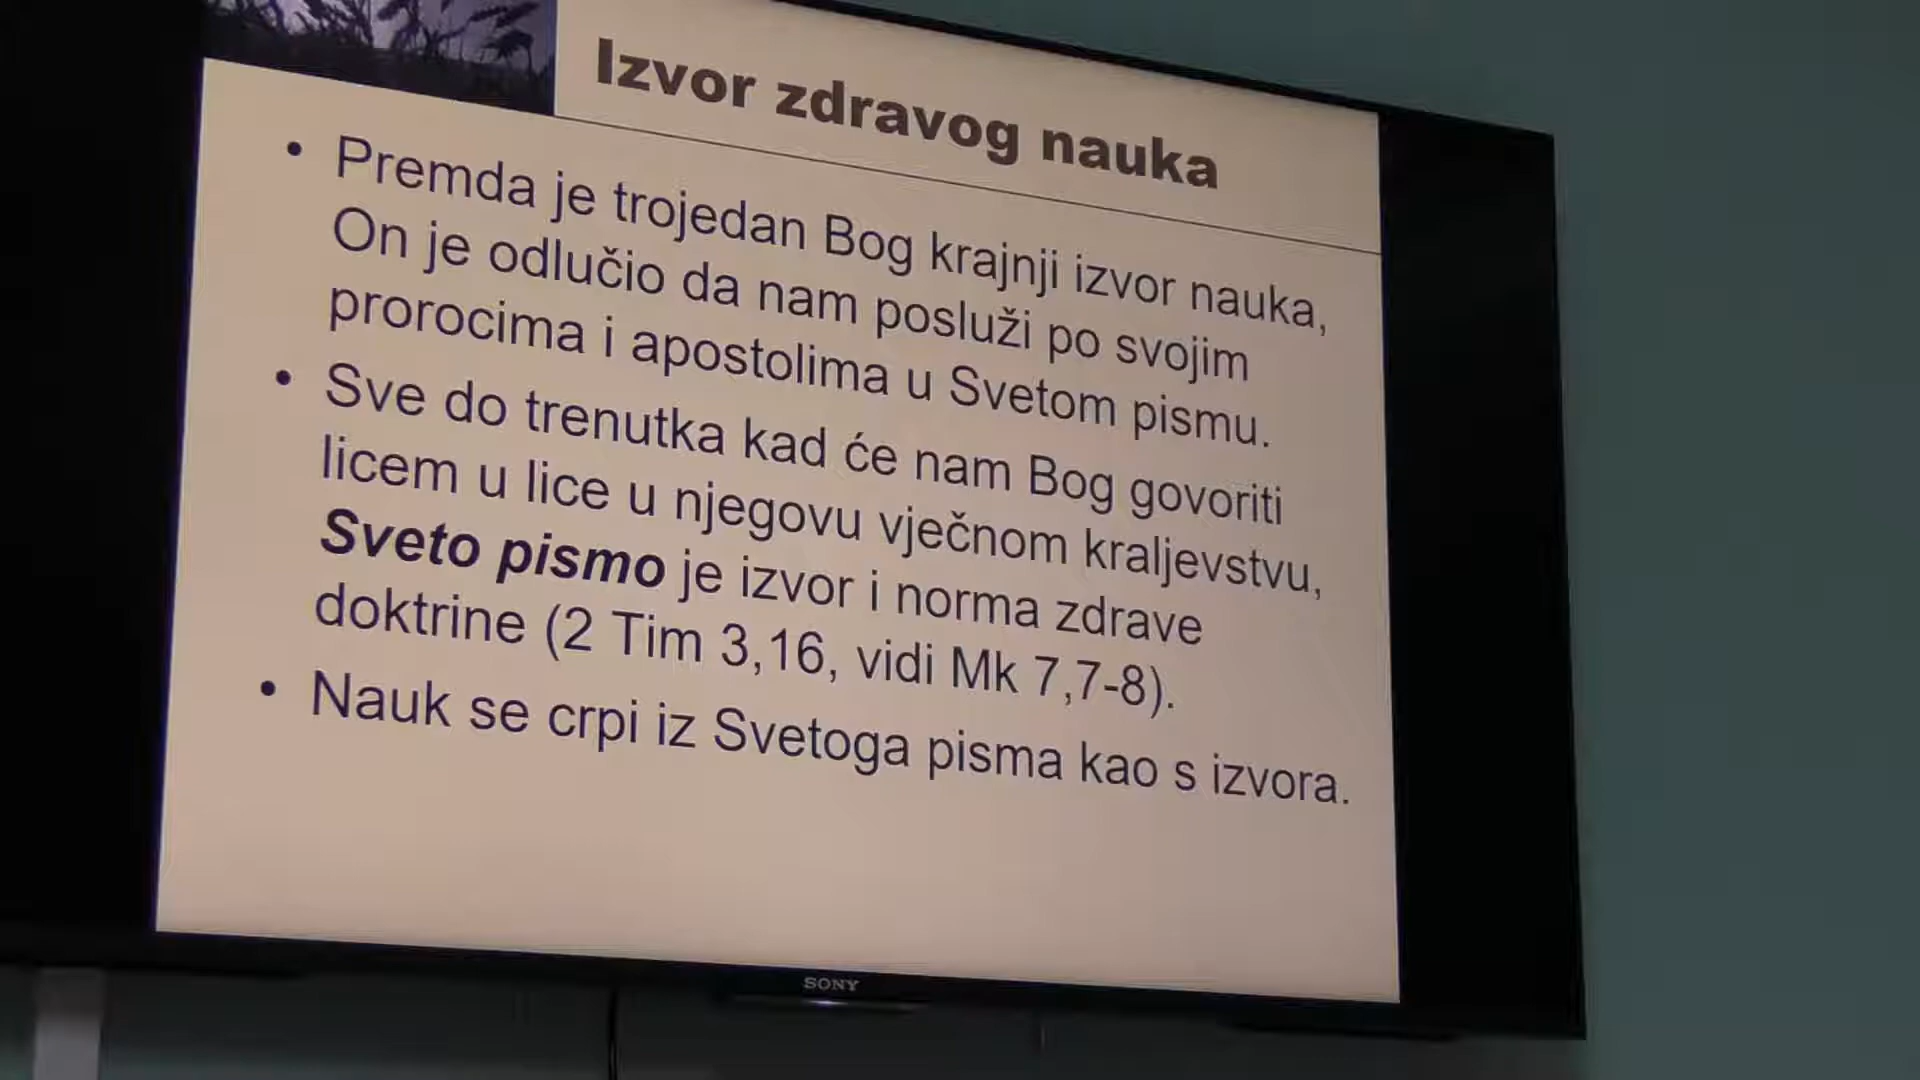 Izvor zdravog nauka
• Premda je trojedan Bog krajnji izvor nauka,
On je odlučio da nam posluži po svojim
prorocima i apostolima u Svetom pismu.
• Sve do trenutka kad će nam Bog govoriti
licem u lice u njegovu vječnom kraljevstvu,
Sveto pismo je izvor i norma zdrave
doktrine (2 Tim 3,16, vidi Mk 7,7-8).
• Nauk se crpi iz Svetoga pisma kao s izvora.
SONY